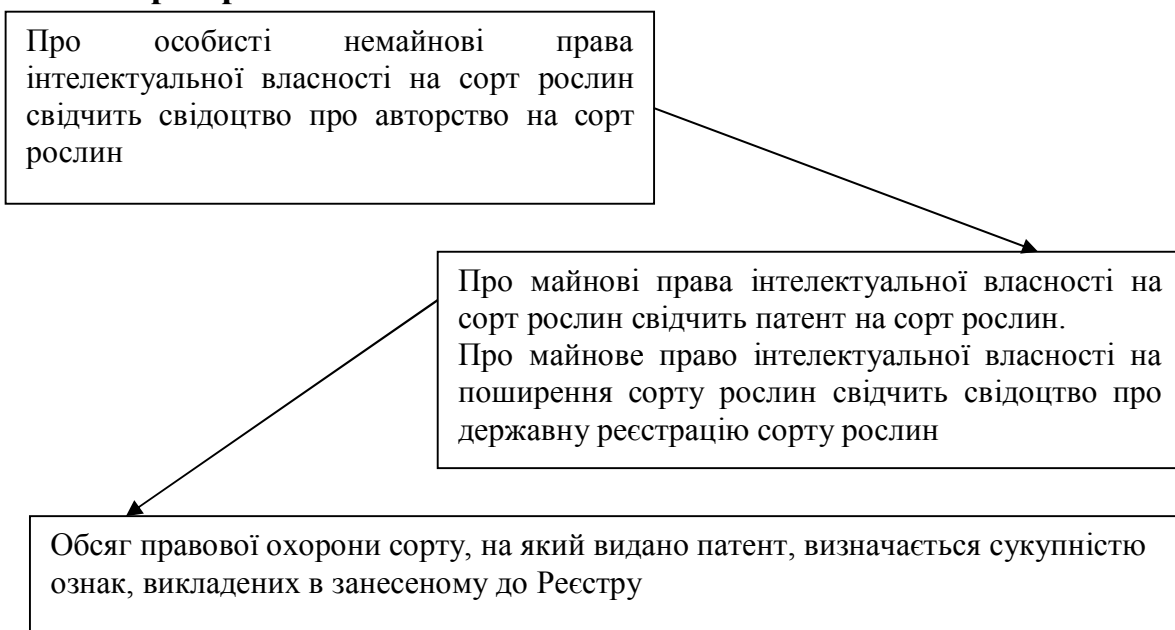 Про особисті немайнові права
інтелектуальної власності на сорт рослин
свідчить свідоцтво про авторство на сорт
рослин
Про майнові права інтелектуальної власності на
сорт рослин свідчить патент на сорт рослин.
Про майнове право інтелектуальної власності на
поширення сорту рослин свідчить свідоцтво про
державну реєстрацію сорту рослин
Обсяг правової охорони сорту, на який видано патент, визначається сукупністю
ознак, викладених в занесеному до Реєстру